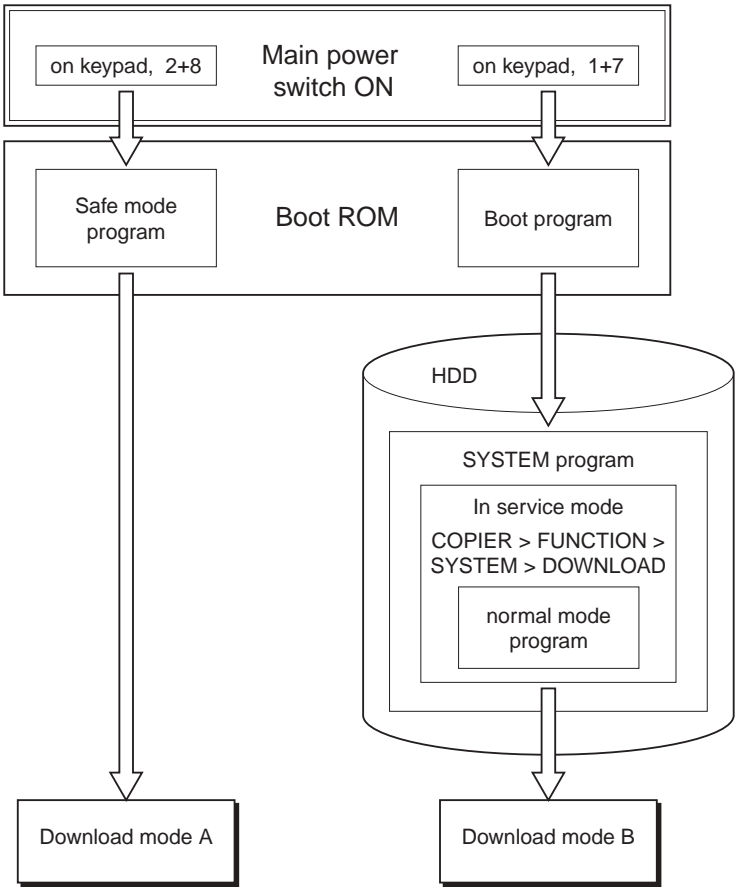 on keypad, 2+8
Main power
switch ON
on keypad, 1+7
Safe mode
program
Boot ROM
Boot program
HDD
SYSTEM program
In service mode
COPIER > FUNCTION >
SYSTEM > DOWNLOAD
normal mode
program
Download mode A
Download mode B